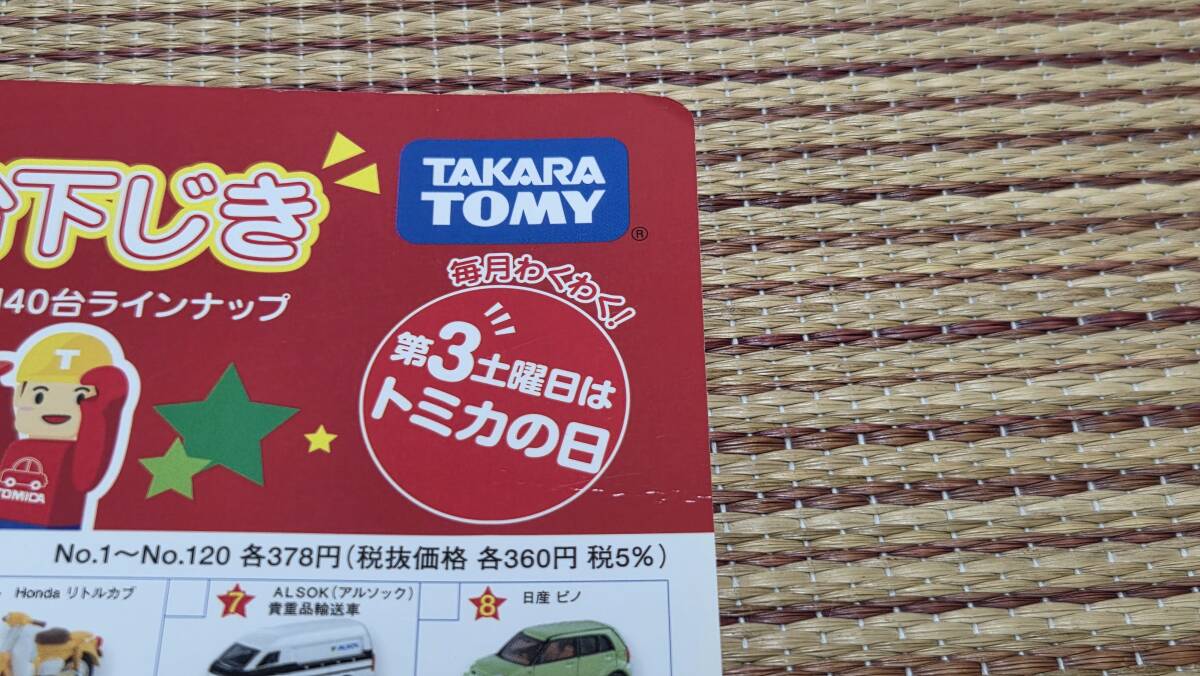 下じき
TAKARA
TOMY
®
毎月わくわく!
40台ラインナップ
第3土曜日は
トミカの日
T
TOMICA
No.1〜No.120 各378円(税抜価格 各360円 税5%)
Honda リトルカブ
7
ALSOK(アルソック)
貴重品輸送車
8
日産 ピノ
ALSOK